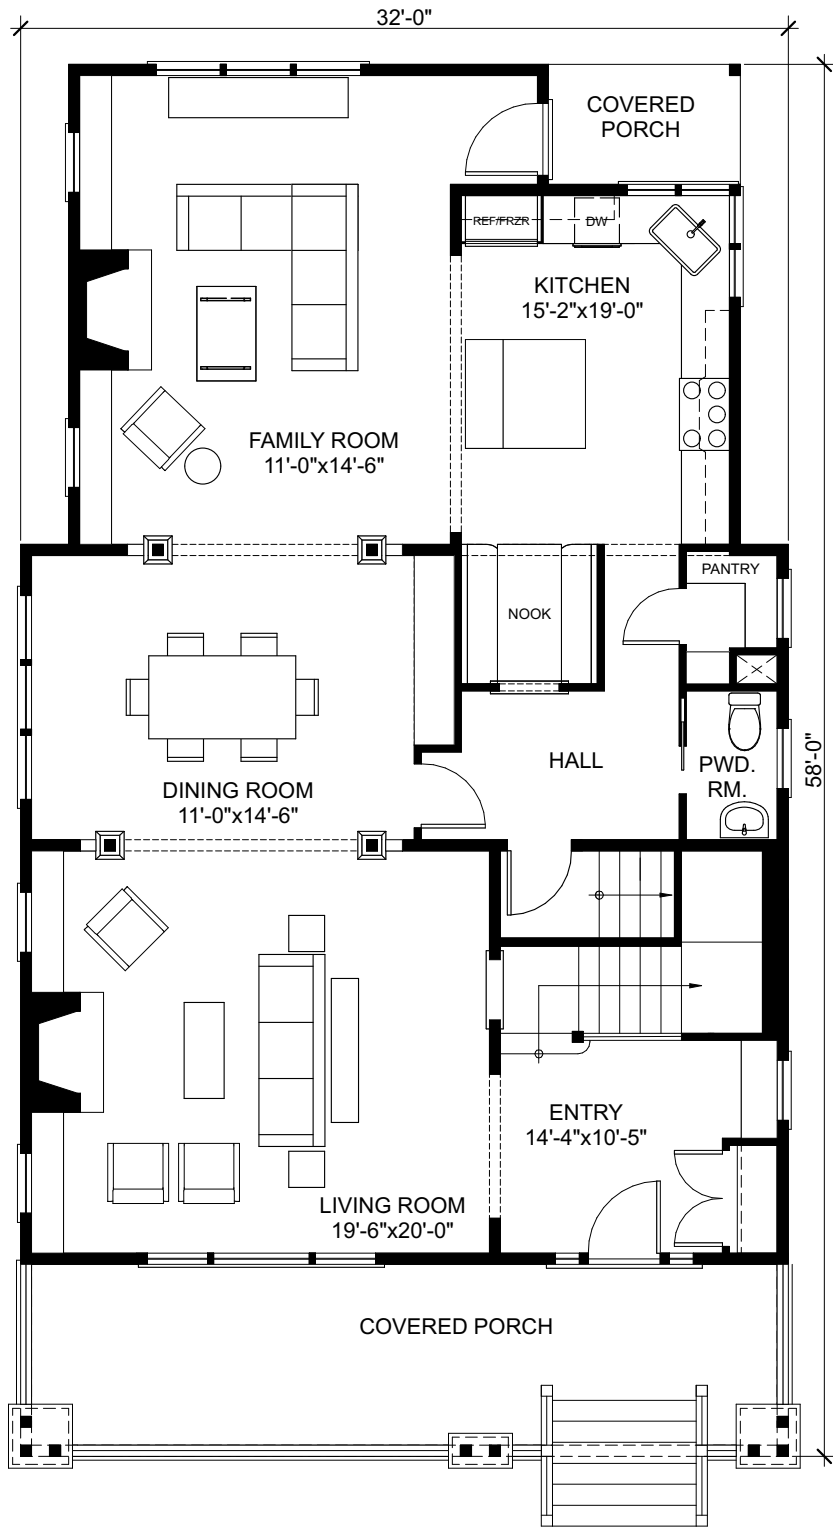 32'-0"
COVERED
PORCH
REF/FRZR
DW
KITCHEN
15'-2"x19'-0"
FAMILY ROOM
11'-0"x14'-6"
PANTRY
NOOK
HALL
PWD.
RM.
58'-0"
DINING ROOM
11'-0"x14'-6"
ENTRY
14'-4"x10'-5"
LIVING ROOM
19'-6"x20'-0"
COVERED PORCH